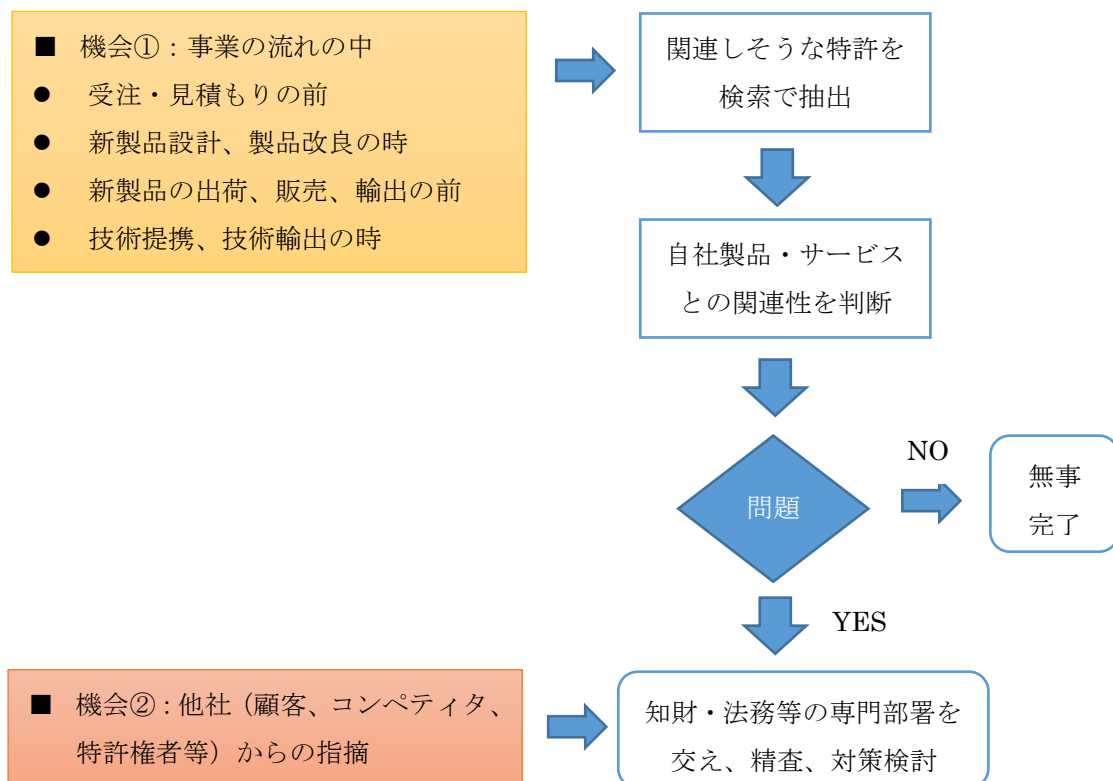 ■ 機会①：事業の流れの中
● 受注・見積もりの前
● 新製品設計、製品改良の時
● 新製品の出荷、販売、輸出の前
● 技術提携、技術輸出の時
関連しそうな特許を
検索で抽出
自社製品・サービス
との関連性を判断
問題
NO
無事
完了
YES
■ 機会②：他社（顧客、コンペティタ、
特許権者等）からの指摘
知財・法務等の専門部署を
交え、精査、対策検討